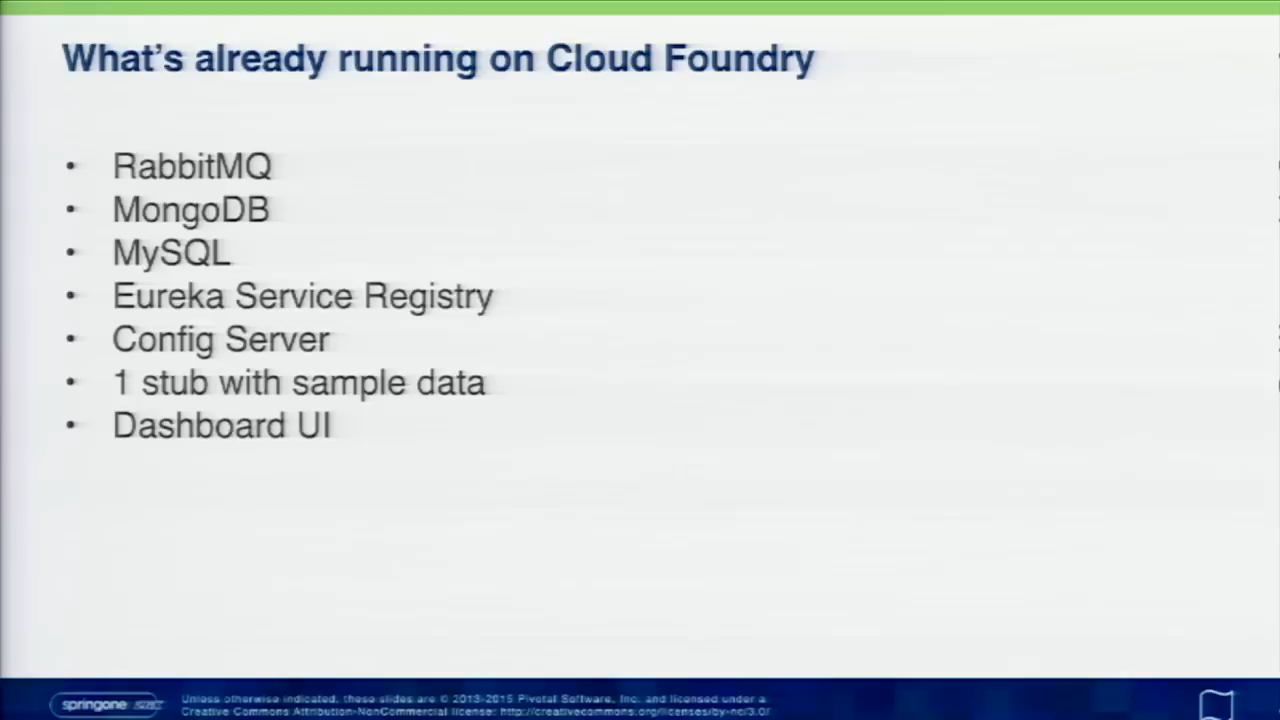 What's already running on Cloud Foundry
• RabbitMQ
• MongoDB
• MySQL
• Eureka Service Registry
• Config Server
• 1 stub with sample data
• Dashboard UI
springone
Unless otherwise indicated, these slides are © 2013-2015 Pivotal Software, Inc. and licensed under a
Creative Commons Attribution-NonCommercial license: http://creativecommons.org/licenses/by-nc/3.0/